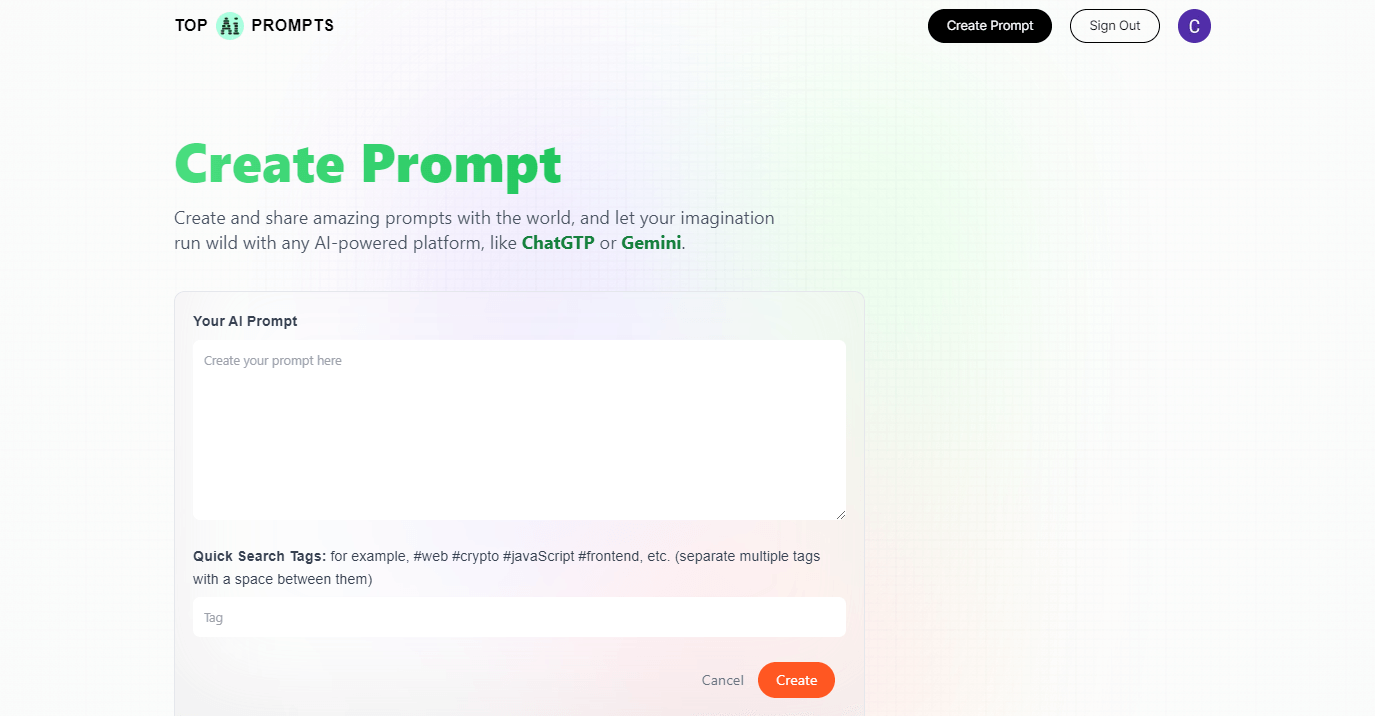 TOP Ai PROMPTS
Create Prompt
Sign Out
C
Create Prompt
Create and share amazing prompts with the world, and let your imagination
run wild with any AI-powered platform, like ChatGTP or Gemini.
Your AI Prompt
Create your prompt here
Quick Search Tags: for example, #web #crypto #javaScript #frontend, etc. (separate multiple tags
with a space between them)
Tag
Cancel
Create